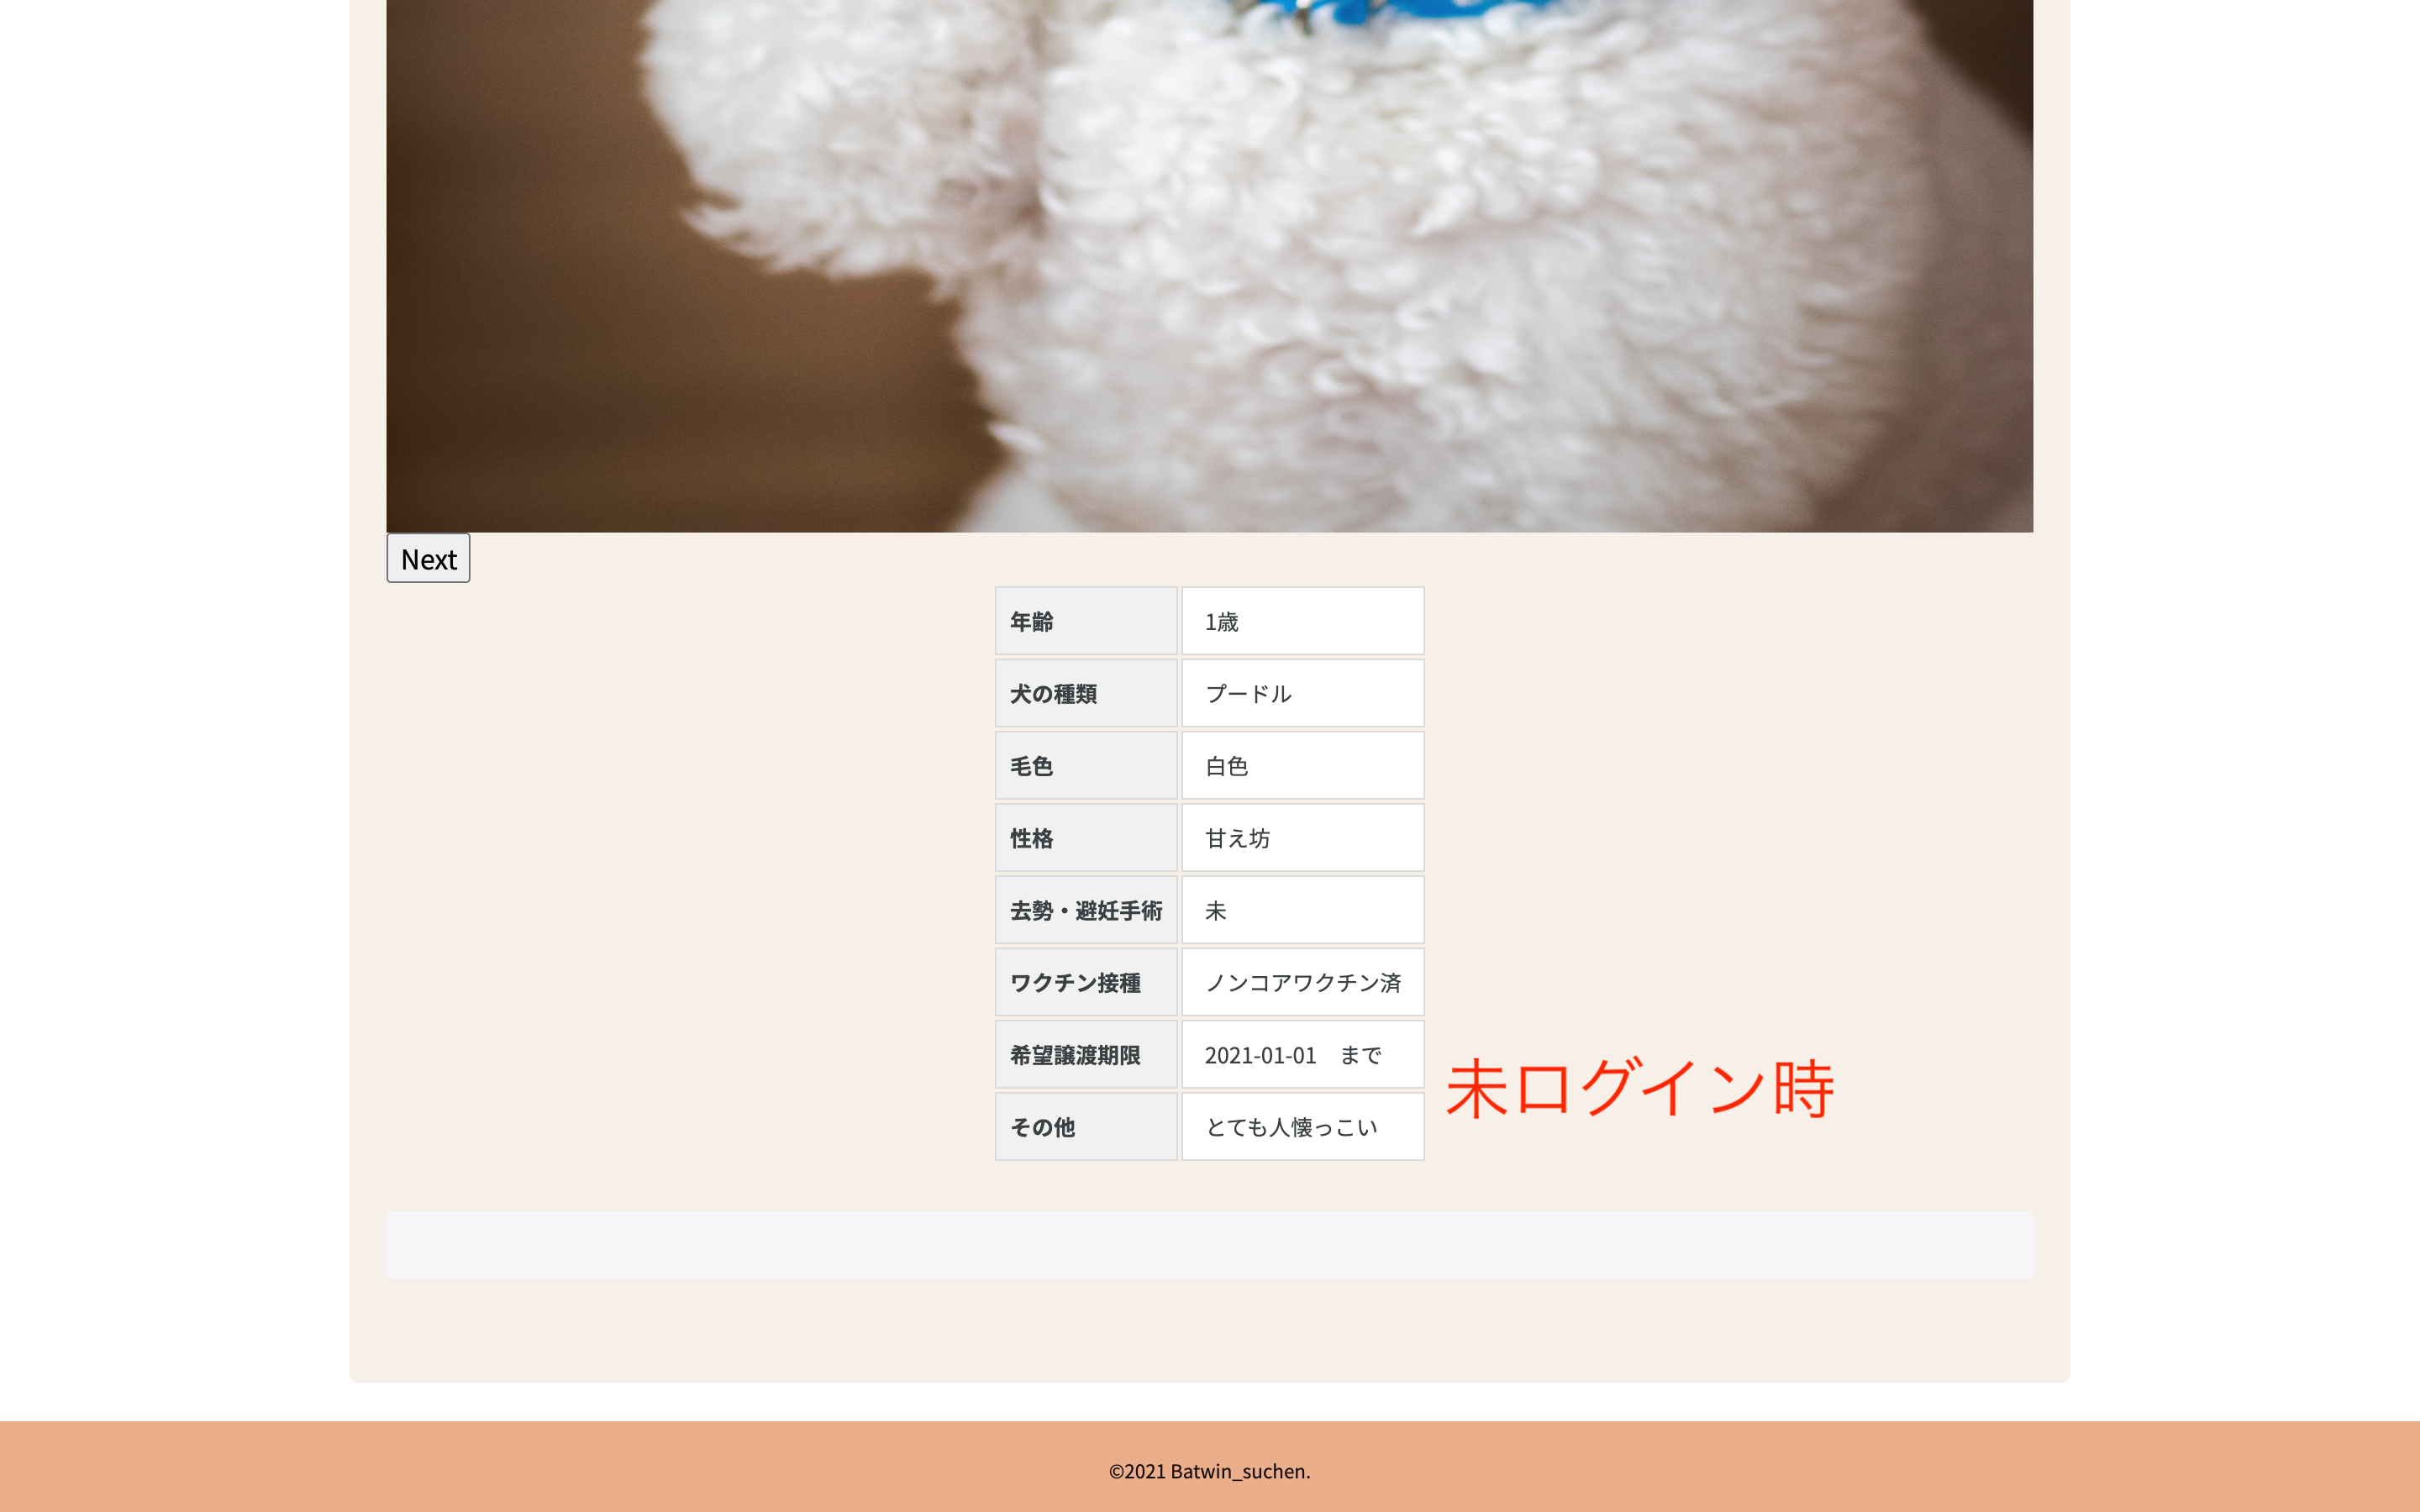 Next
年齢 1歳
犬の種類 プードル
毛色 白色
性格 甘え坊
去勢・避妊手術 未
ワクチン接種 ノンコアワクチン済
希望譲渡期限 2021-01-01　まで
未ログイン時
その他 とても人懐っこい
©2021 Batwin_suchen.